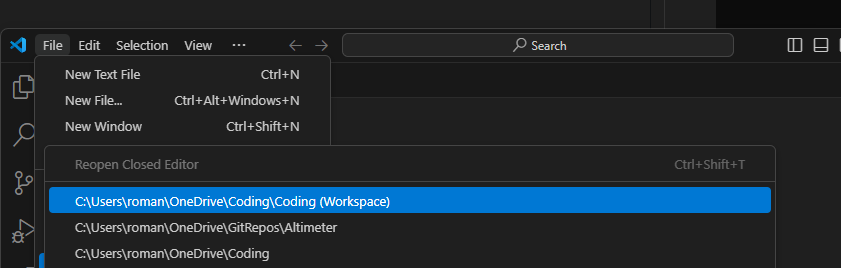 File Edit Selection View ··· Search
New Text File Ctrl+N
New File... Ctrl+Alt+Windows+N
New Window Ctrl+Shift+N
Reopen Closed Editor Ctrl+Shift+T
C:\Users\roman\OneDrive\Coding\Coding (Workspace)
C:\Users\roman\OneDrive\GitRepos\Altimeter
C:\Users\roman\OneDrive\Coding